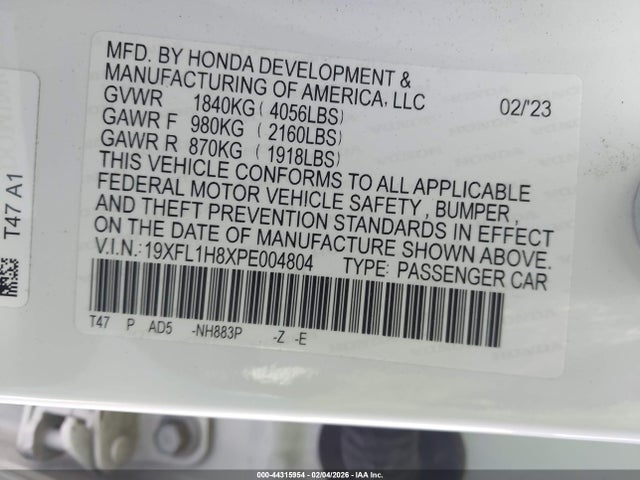 MFD. BY HONDA DEVELOPMENT &
MANUFACTURING OF AMERICA, LLC 02/'23
GVWR 1840KG ( 4056LBS)
GAWR F 980KG ( 2160LBS)
GAWR R 870KG ( 1918LBS)
THIS VEHICLE CONFORMS TO ALL APPLICABLE
FEDERAL MOTOR VEHICLE SAFETY , BUMPER ,
AND THEFT PREVENTION STANDARDS IN EFFECT
ON THE DATE OF MANUFACTURE SHOWN ABOVE.
V.I.N.:19XFL1H8XPE004804 TYPE: PASSENGER CAR
T47 P AD5 -NH883P -Z -E
T47 A1
000-44315954 | 02/04/2026 - IAA Inc.